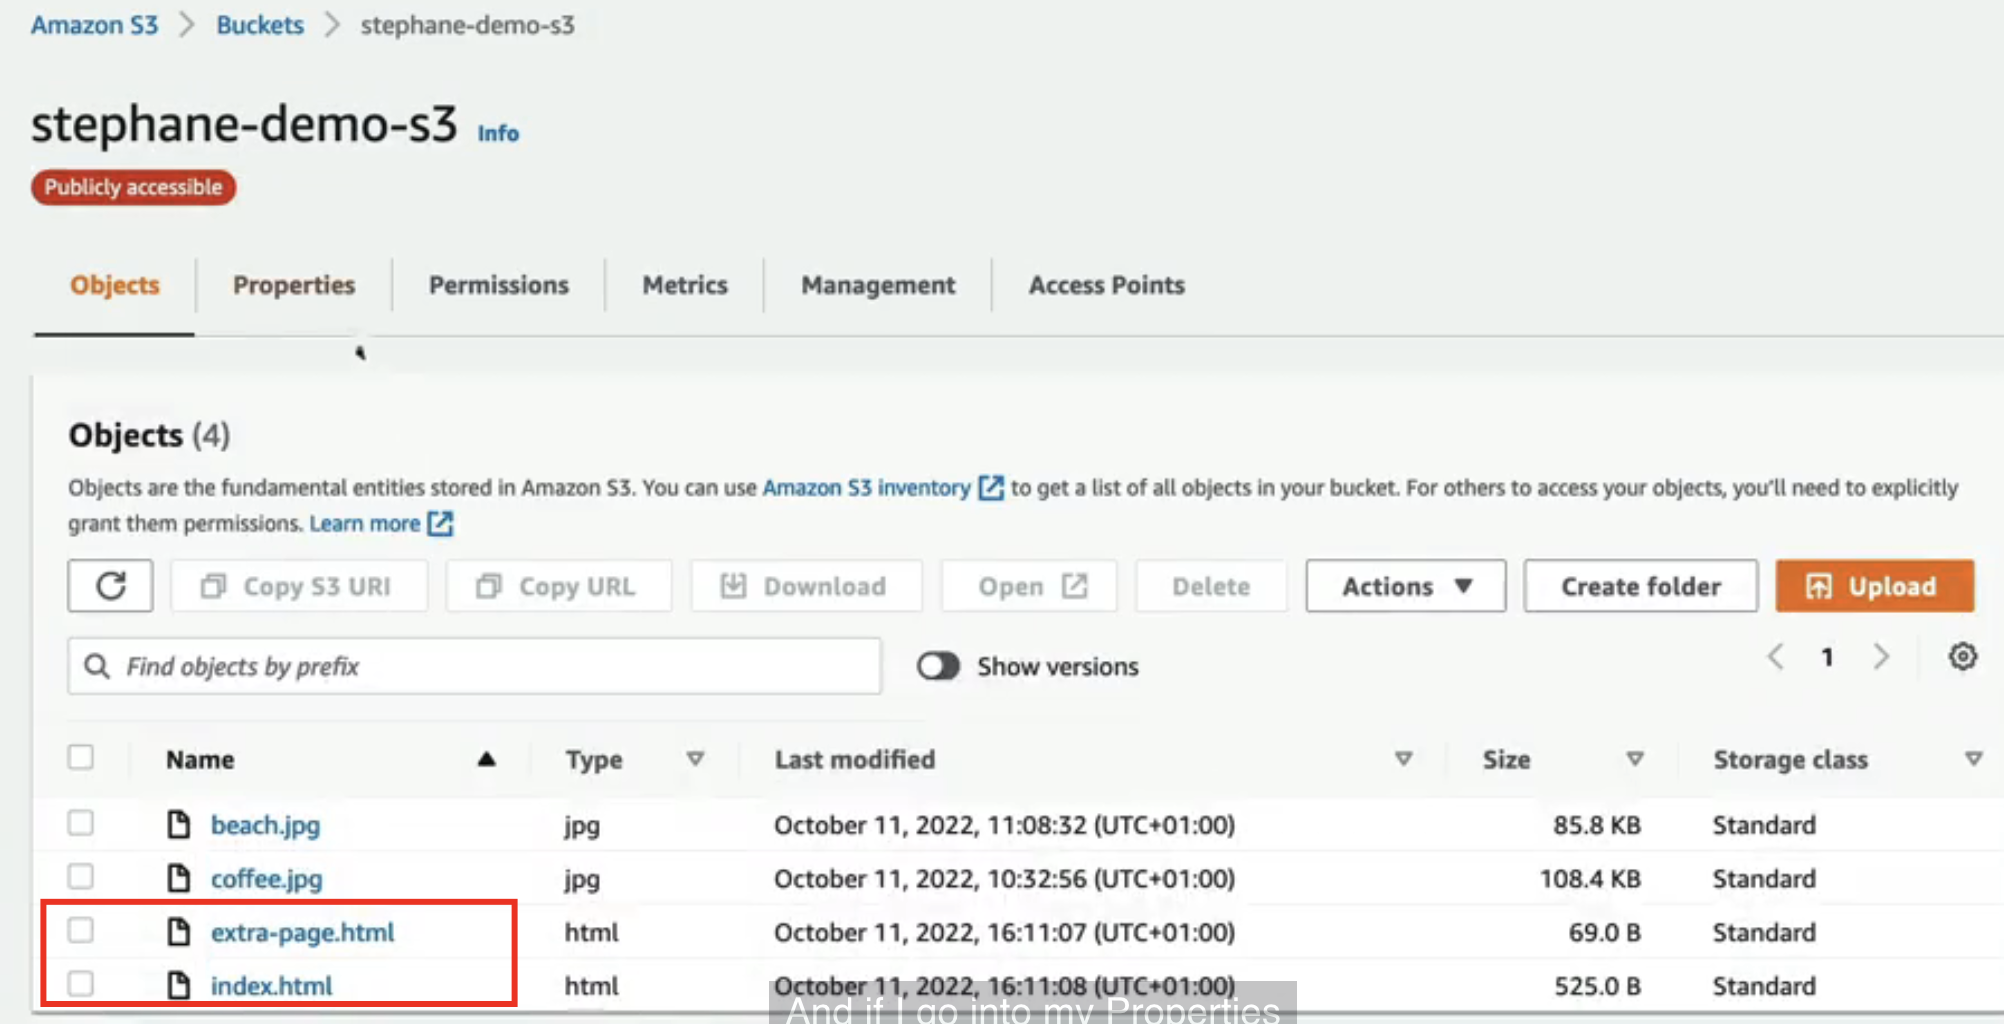 Amazon S3 > Buckets > stephane-demo-s3
stephane-demo-s3 Info
Publicly accessible
Objects Properties Permissions Metrics Management Access Points
Objects (4)
Objects are the fundamental entities stored in Amazon S3. You can use Amazon S3 inventory to get a list of all objects in your bucket. For others to access your objects, you'll need to explicitly
grant them permissions. Learn more
Copy S3 URI Copy URL Download Open Delete Actions Create folder Upload
Find objects by prefix Show versions 1
Name Type Last modified Size Storage class
beach.jpg jpg October 11, 2022, 11:08:32 (UTC+01:00) 85.8 KB Standard
coffee.jpg jpg October 11, 2022, 10:32:56 (UTC+01:00) 108.4 KB Standard
extra-page.html html October 11, 2022, 16:11:07 (UTC+01:00) 69.0 B Standard
index.html html October 11, 2022, 16:11:08 (UTC+01:00) 525.0 B Standard
And if I go into my Properties